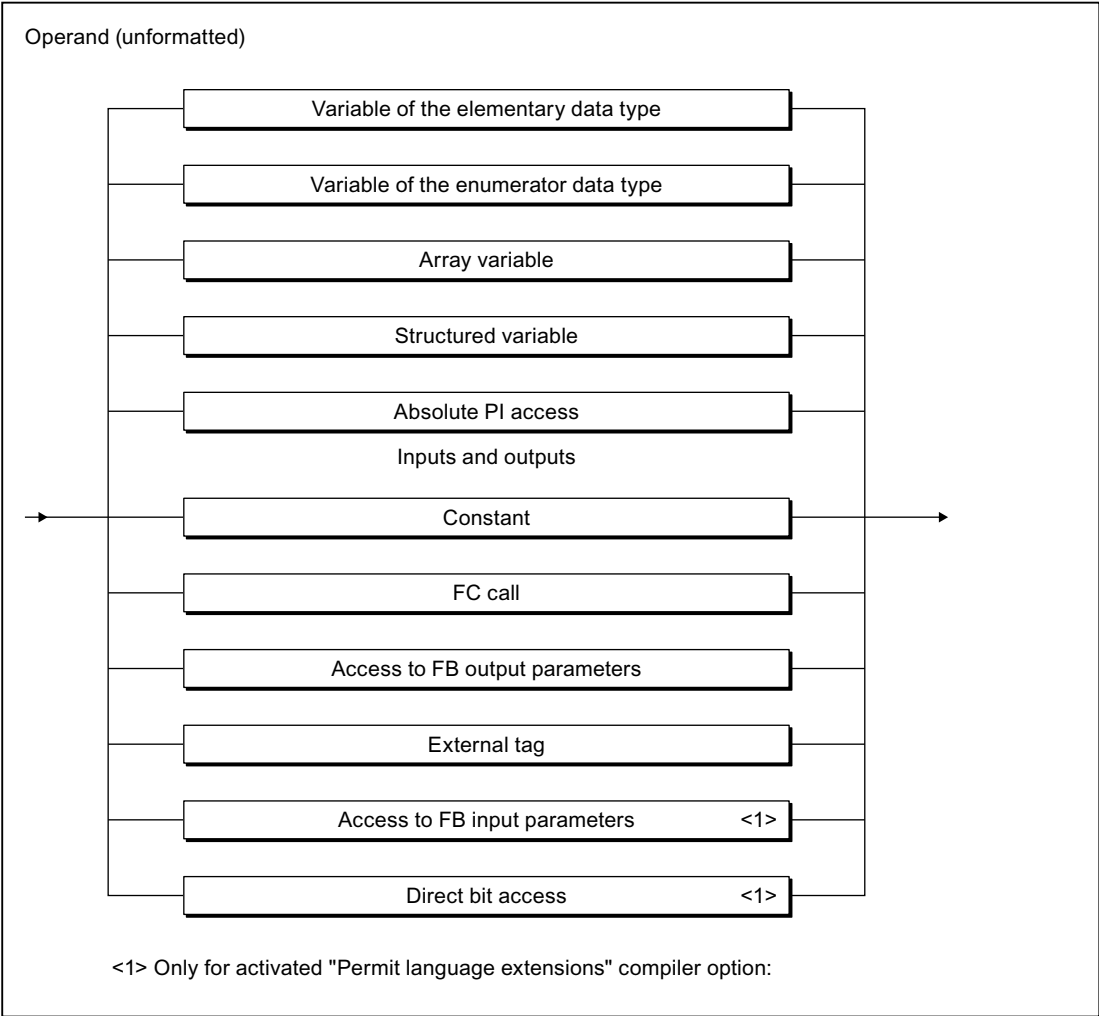 Operand (unformatted)
Variable of the elementary data type
Variable of the enumerator data type
Array variable
Structured variable
Absolute PI access
Inputs and outputs
Constant
FC call
Access to FB output parameters
External tag
Access to FB input parameters <1>
Direct bit access <1>
<1> Only for activated "Permit language extensions" compiler option: